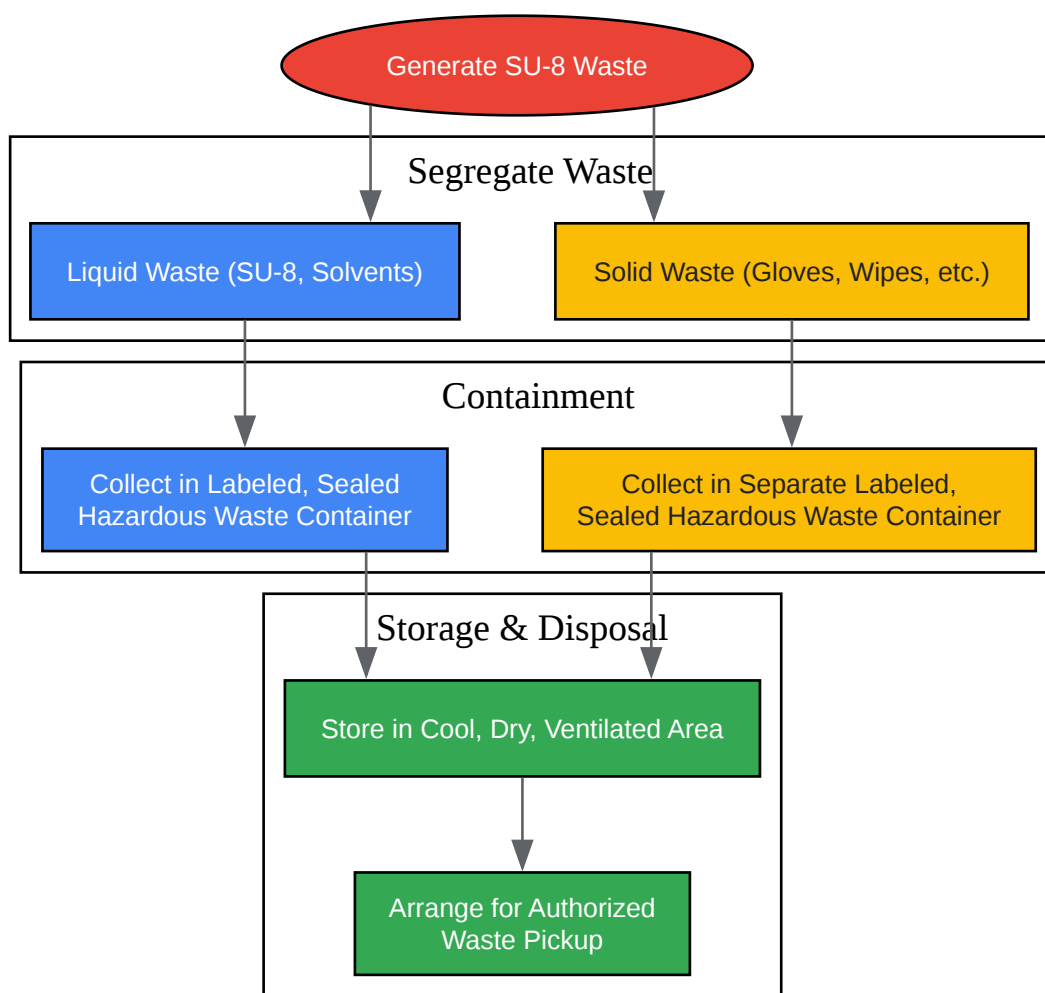 Generate SU-8 Waste
Segregate Waste
Liquid Waste (SU-8, Solvents)
Solid Waste (Gloves, Wipes, etc.)
Containment
Collect in Labeled, Sealed
Hazardous Waste Container
Collect in Separate Labeled,
Sealed Hazardous Waste Container
Storage & Disposal
Store in Cool, Dry, Ventilated Area
Arrange for Authorized
Waste Pickup